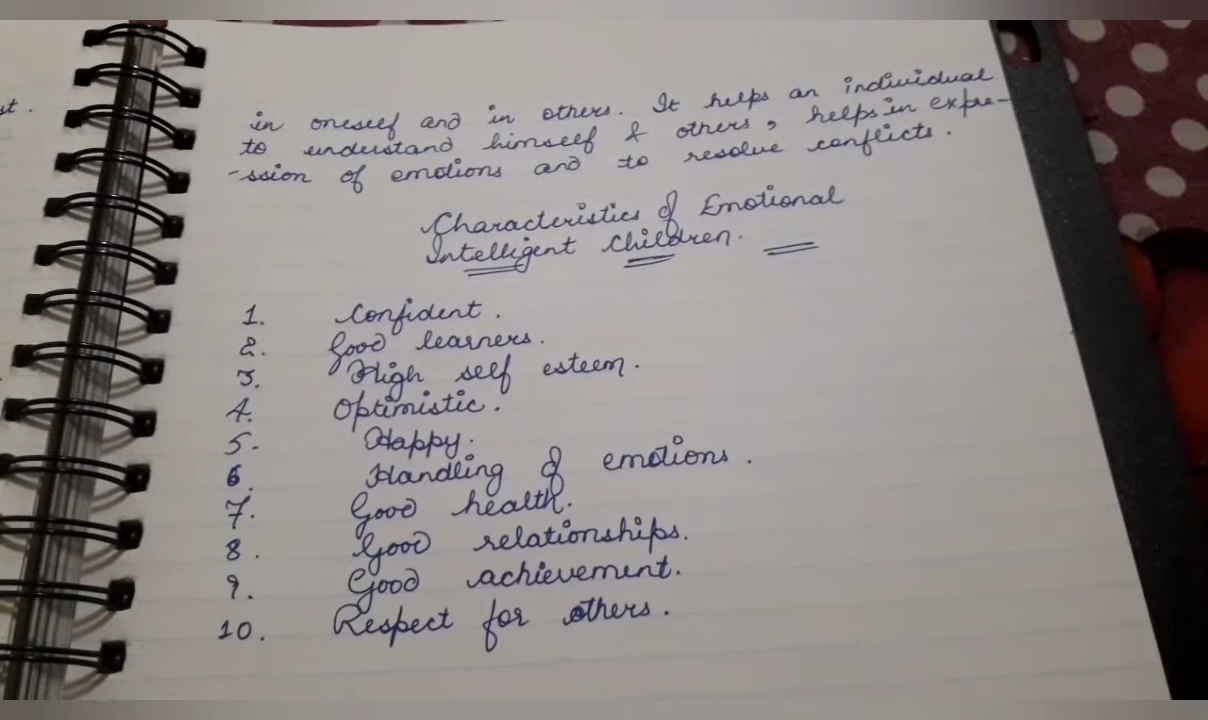 st.
in oneself and in others. It helps an individual
to understand himself & others, helps in expre-
-ssion of emotions and to resolve conflicts.
Characteristics of Emotional
Intelligent Children.
1. Confident.
2. Good learners.
3. High self esteem.
4. Optimistic.
5. Happy.
6. Handling of emotions.
7. Good health.
8. Good relationships.
9. Good achievement.
10. Respect for others.